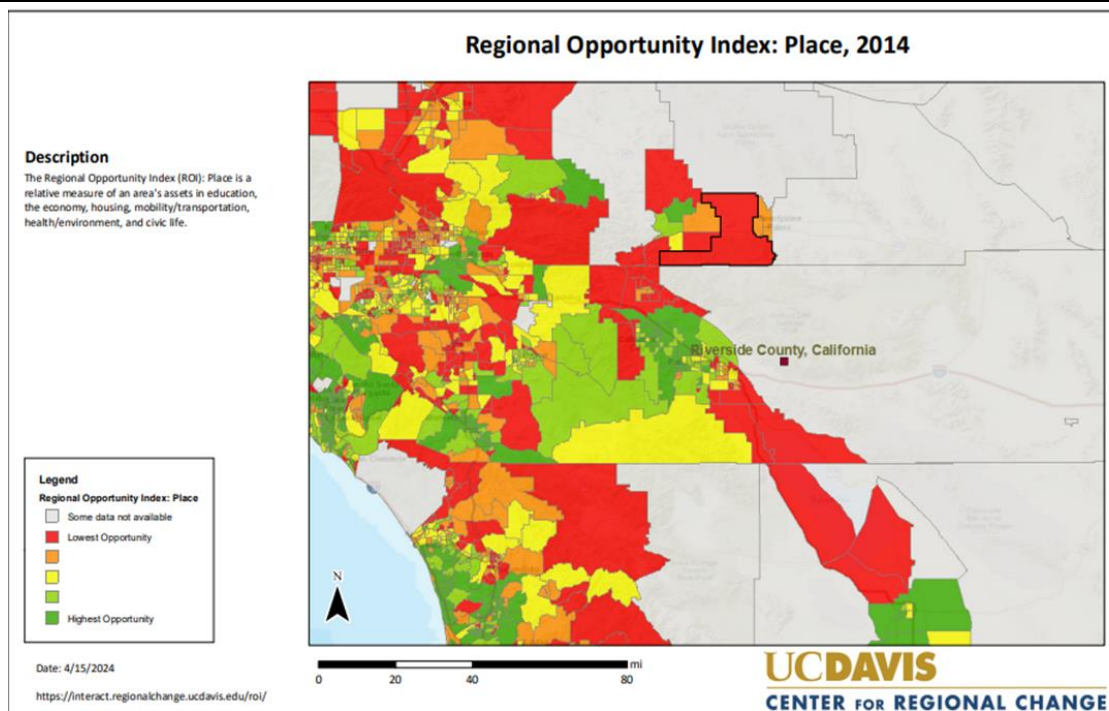 Regional Opportunity Index: Place, 2014
Description
The Regional Opportunity Index (ROI): Place is a
relative measure of an area's assets in education,
the economy, housing, mobility/transportation,
health/environment, and civic life.
Riverside County, California
Legend
Regional Opportunity Index: Place
Some data not available
Lowest Opportunity
Highest Opportunity
N
mi
0 20 40 80
Date: 4/15/2024
https://interact.regionalchange.ucdavis.edu/roi/
UCDAVIS
CENTER FOR REGIONAL CHANGE